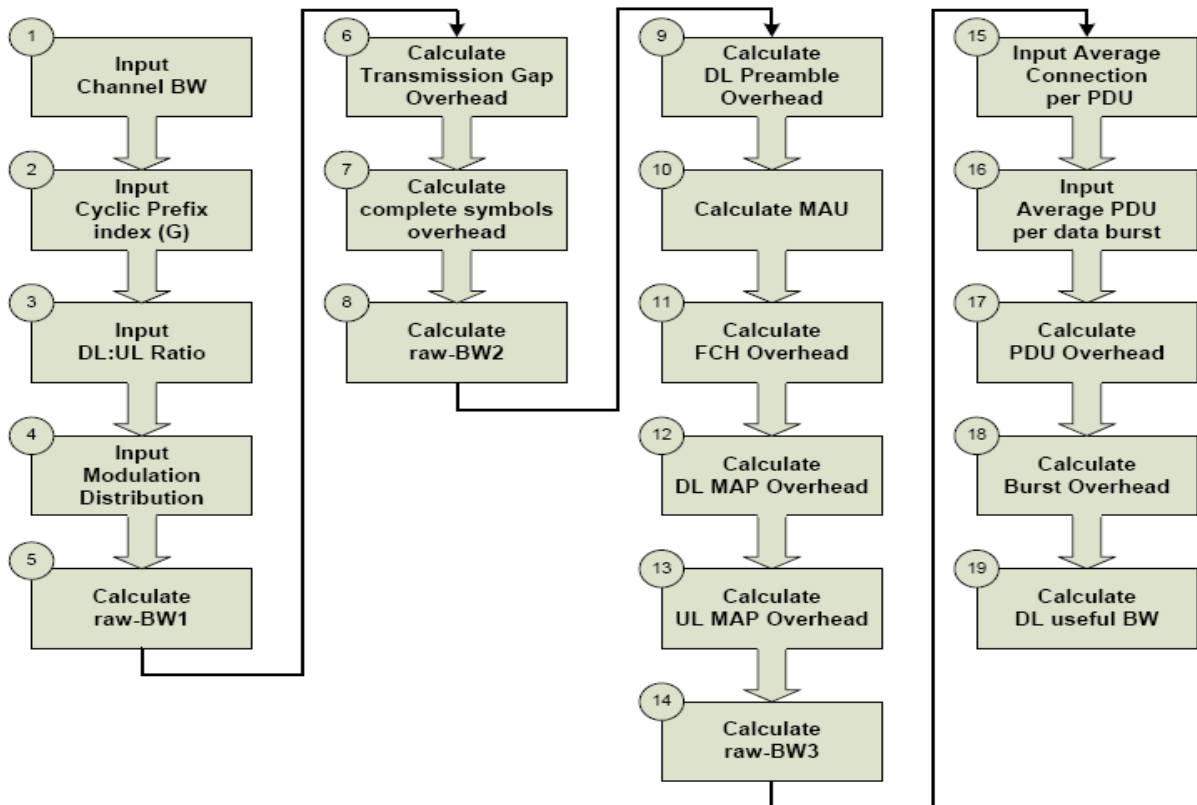 1
Input
Channel BW
2
Input
Cyclic Prefix
index (G)
3
Input
DL:UL Ratio
4
Input
Modulation
Distribution
5
Calculate
raw-BW1
6
Calculate
Transmission Gap
Overhead
7
Calculate
complete symbols
overhead
8
Calculate
raw-BW2
9
Calculate
DL Preamble
Overhead
10
Calculate MAU
11
Calculate
FCH Overhead
12
Calculate
DL MAP Overhead
13
Calculate
UL MAP Overhead
14
Calculate
raw-BW3
15
Input Average
Connection
per PDU
16
Input
Average PDU
per data burst
17
Calculate
PDU Overhead
18
Calculate
Burst Overhead
19
Calculate
DL useful BW